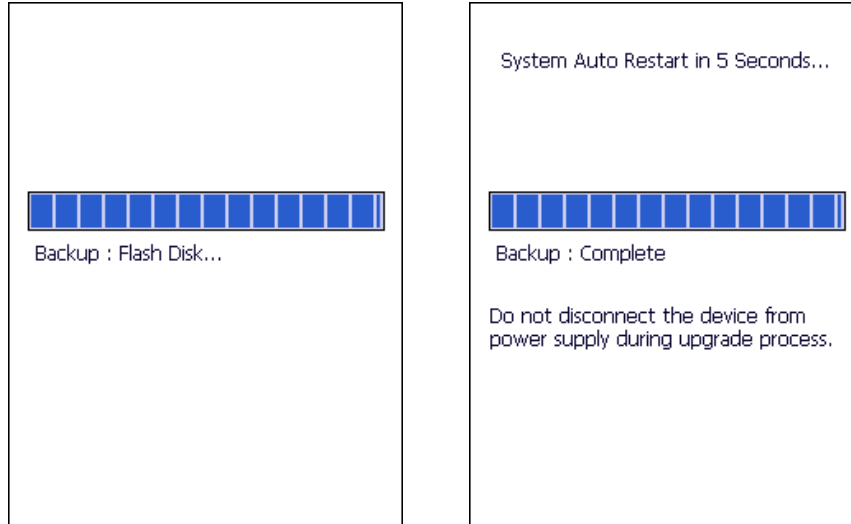 Backup : Flash Disk...
System Auto Restart in 5 Seconds...
Backup : Complete
Do not disconnect the device from
power supply during upgrade process.